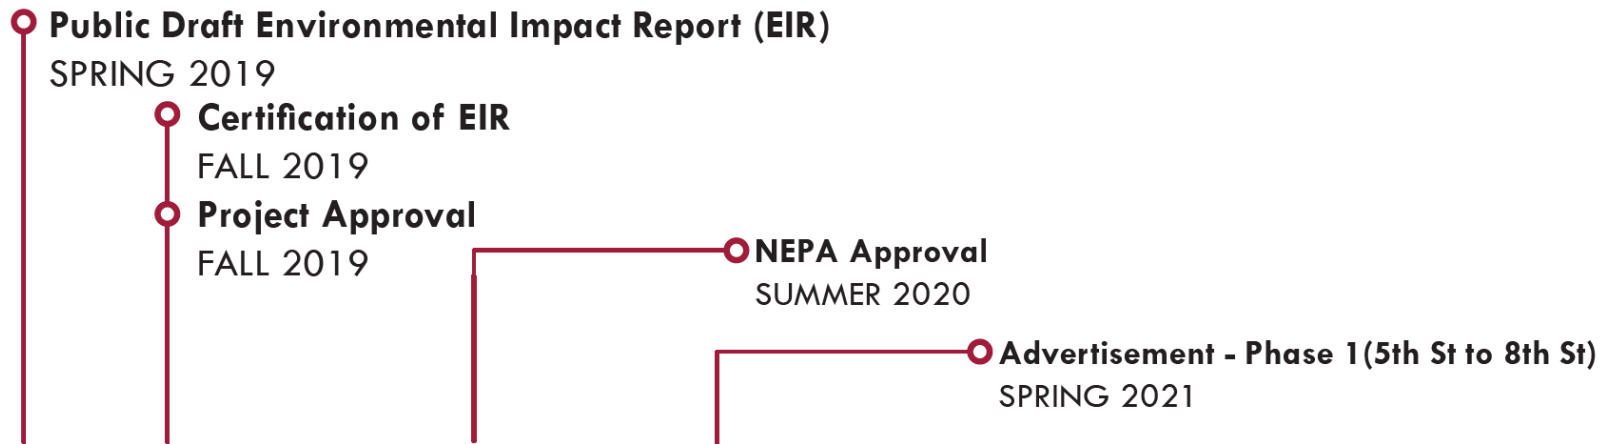 Public Draft Environmental Impact Report (EIR)
SPRING 2019
Certification of EIR
FALL 2019
Project Approval
FALL 2019
NEPA Approval
SUMMER 2020
Advertisement - Phase 1(5th St to 8th St)
SPRING 2021